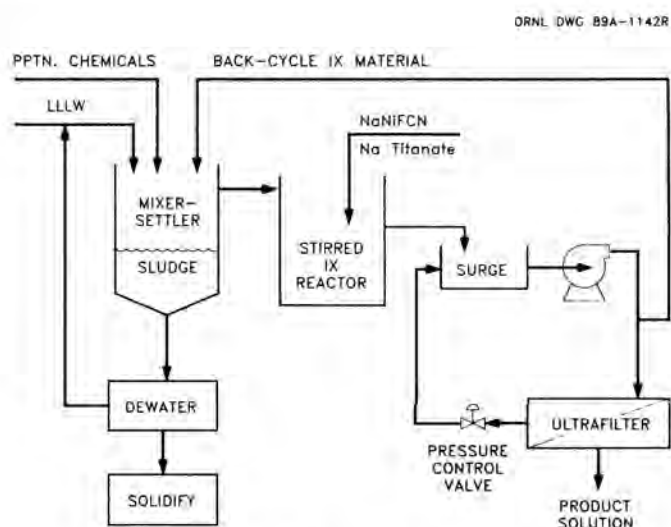 ORNL DWG 89A-1142R
PPTN. CHEMICALS
BACK-CYCLE IX MATERIAL
LLLW
NaNiFCN
Na Titanate
MIXER-
SETTLER
SLUDGE
STIRRED
IX
REACTOR
SURGE
DEWATER
ULTRAFILTER
PRESSURE
CONTROL
VALVE
SOLIDIFY
PRODUCT
SOLUTION